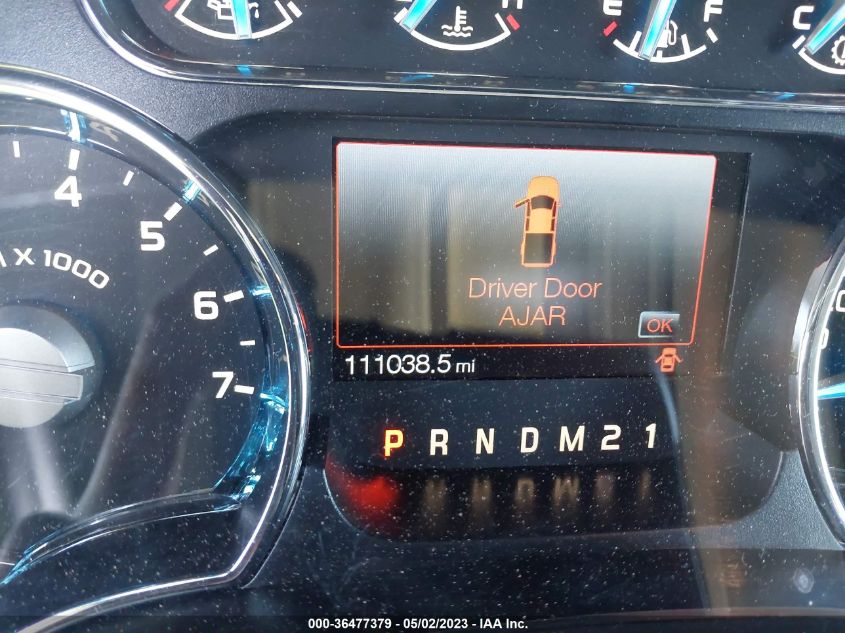 H
E F
C
4
5
X 1000
6
7
Driver Door
AJAR
OK
111038.5 mi
P R N D M 2 1
000-36477379 - 05/02/2023 - IAA Inc.